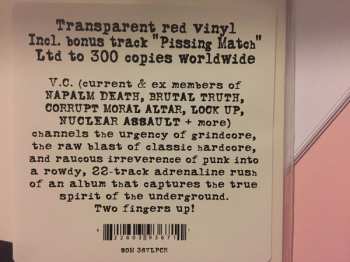 Transparent red vinyl
Incl. bonus track "Pissing Match"
Ltd to 300 copies worldwide
V.C. (current & ex members of
NAPALM DEATH, BRUTAL TRUTH,
CORRUPT MORAL ALTAR, LOCK UP,
NUCLEAR ASSAULT + more)
channels the urgency of grindcore,
the raw blast of classic hardcore,
and raucous irreverence of punk into
a rowdy, 22-track adrenaline rush
of an album that captures the true
spirit of the underground.
Two fingers up!